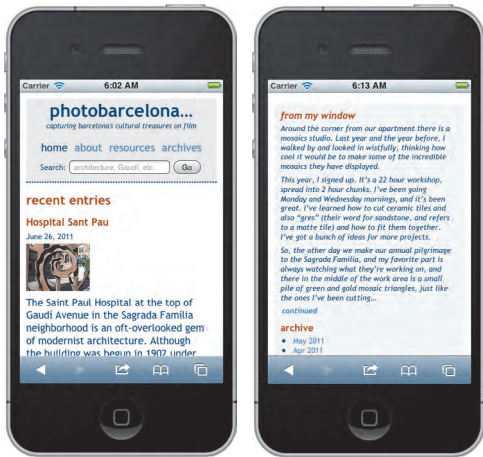 Carrier 6:02 AM
photobarcelona...
capturing barcelona's cultural treasures on film
home about resources archives
Search: architecture, Gaudí, etc. Go
recent entries
Hospital Sant Pau
June 26, 2011
The Saint Paul Hospital at the top of
Gaudí Avenue in the Sagrada Família
neighborhood is an oft-overlooked gem
of modernist architecture. Although
the building was begun in 1902 under
Carrier 6:13 AM
from my window
Around the corner from our apartment there is a
mosaics studio. Last year and the year before, I
walked by and looked in wistfully, thinking how
cool it would be to make some of the incredible
mosaics they have displayed.
This year, I signed up. It's a 22 hour workshop,
spread into 2 hour chunks. I've been going
Monday and Wednesday mornings, and it's been
great. I've learned how to cut ceramic tiles and
also "gres" (their word for sandstone, and refers
to a matte tile) and how to fit them together.
I've got a bunch of ideas for more projects.
So, the other day we make our annual pilgrimage
to the Sagrada Família, and my favorite part is
always watching what they're working on, and
there in the middle of the work area is a small
pile of green and gold mosaic triangles, just like
the ones I've been cutting...
continued
archive
• May 2011
• Apr 2011